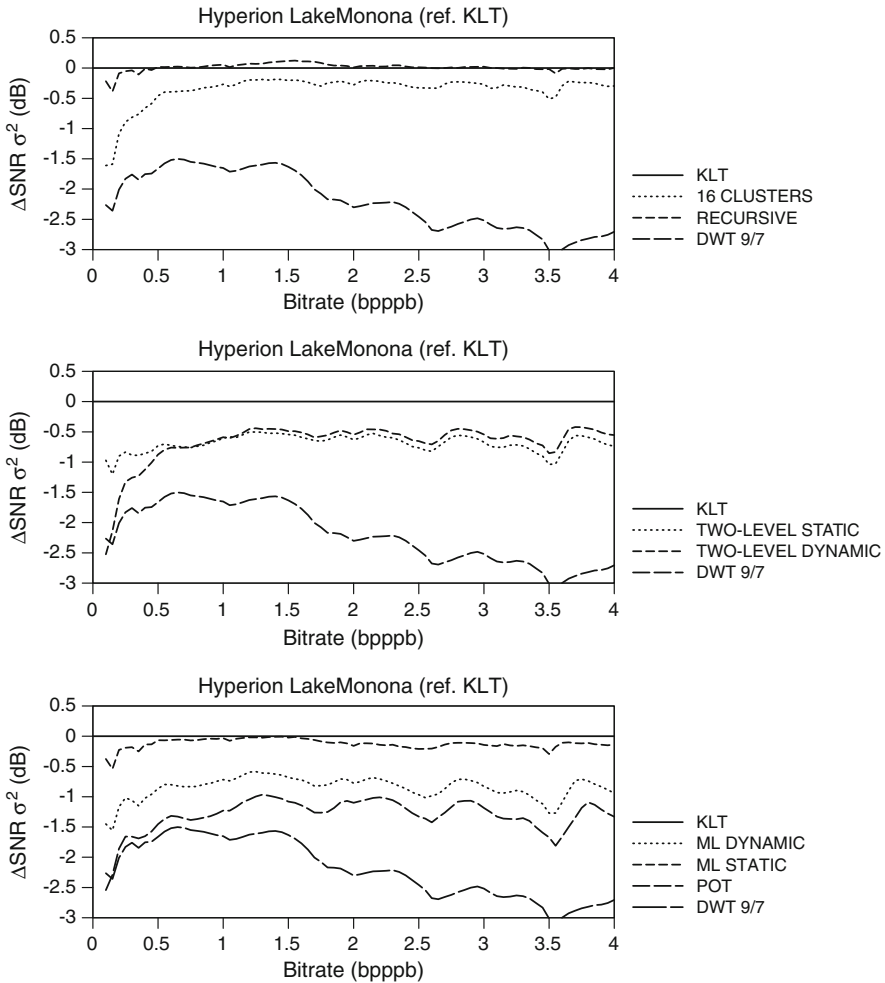 Hyperion LakeMonona (ref. KLT)
ΔSNR σ² (dB)
0.5
0
-0.5
-1
-1.5
-2
-2.5
-3
0 0.5 1 1.5 2 2.5 3 3.5 4
Bitrate (bpppb)
KLT
16 CLUSTERS
RECURSIVE
DWT 9/7
Hyperion LakeMonona (ref. KLT)
ΔSNR σ² (dB)
0.5
0
-0.5
-1
-1.5
-2
-2.5
-3
0 0.5 1 1.5 2 2.5 3 3.5 4
Bitrate (bpppb)
KLT
TWO-LEVEL STATIC
TWO-LEVEL DYNAMIC
DWT 9/7
Hyperion LakeMonona (ref. KLT)
ΔSNR σ² (dB)
0.5
0
-0.5
-1
-1.5
-2
-2.5
-3
0 0.5 1 1.5 2 2.5 3 3.5 4
Bitrate (bpppb)
KLT
ML DYNAMIC
ML STATIC
POT
DWT 9/7